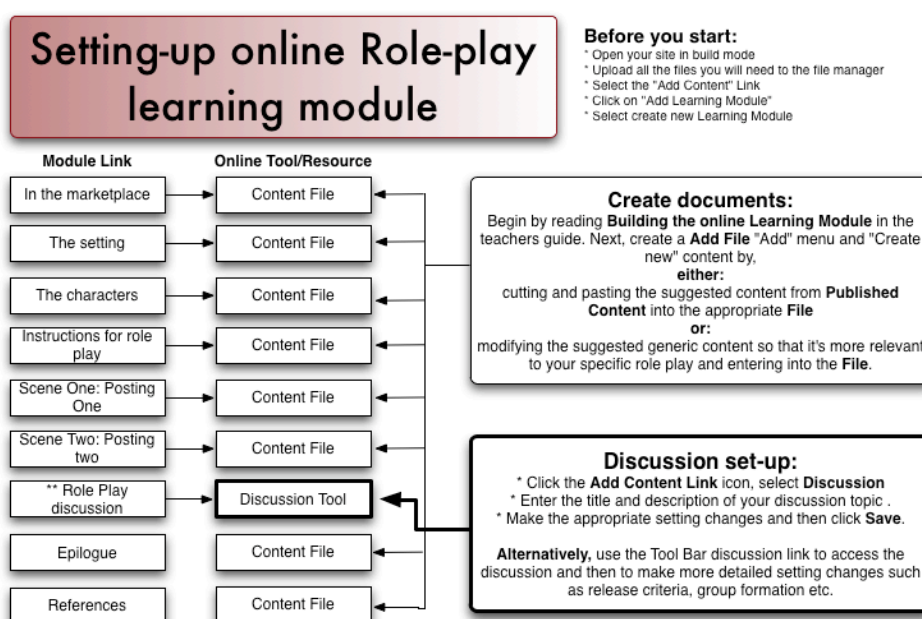 Setting-up online Role-play
learning module
Before you start:
* Open your site in build mode
* Upload all the files you will need to the file manager
* Select the "Add Content" Link
* Click on "Add Learning Module"
* Select create new Learning Module
Module Link
Online Tool/Resource
In the marketplace
Content File
The setting
Content File
The characters
Content File
Instructions for role
play
Content File
Scene One: Posting
One
Content File
Scene Two: Posting
two
Content File
** Role Play
discussion
Discussion Tool
Epilogue
Content File
References
Content File
Create documents:
Begin by reading Building the online Learning Module in the
teachers guide. Next, create a Add File "Add" menu and "Create
new" content by,
either:
cutting and pasting the suggested content from Published
Content into the appropriate File
or:
modifying the suggested generic content so that it's more relevant
to your specific role play and entering into the File.
Discussion set-up:
* Click the Add Content Link icon, select Discussion
* Enter the title and description of your discussion topic .
* Make the appropriate setting changes and then click Save.
Alternatively, use the Tool Bar discussion link to access the
discussion and then to make more detailed setting changes such
as release criteria, group formation etc.